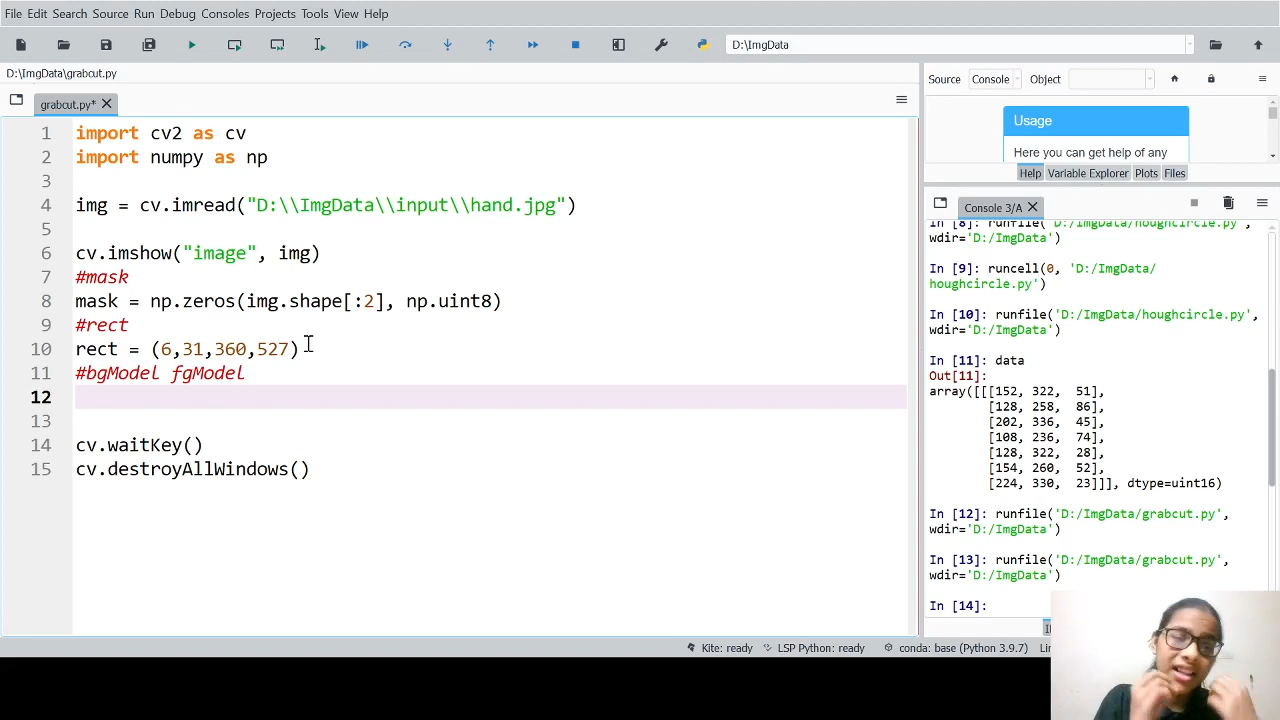 File Edit Search Source Run Debug Consoles Projects Tools View Help
D:\ImgData
D:\ImgData\grabcut.py
grabcut.py*
1 import cv2 as cv
2 import numpy as np
3
4 img = cv.imread("D:\\ImgData\\input\\hand.jpg")
5
6 cv.imshow("image", img)
7 #mask
8 mask = np.zeros(img.shape[:2], np.uint8)
9 #rect
10 rect = (6,31,360,527)
11 #bgModel fgModel
12
13
14 cv.waitKey()
15 cv.destroyAllWindows()
Source Console Object
Usage
Here you can get help of any
Help Variable Explorer Plots Files
Console 3/A
In [8]: runfile('D:/ImgData/houghcircle.py',
wdir='D:/ImgData')
In [9]: runcell(0, 'D:/ImgData/
houghcircle.py')
In [10]: runfile('D:/ImgData/houghcircle.py',
wdir='D:/ImgData')
In [11]: data
Out[11]:
array([[[152, 322, 51],
[128, 258, 86],
[202, 336, 45],
[108, 236, 74],
[128, 322, 28],
[154, 260, 52],
[224, 330, 23]]], dtype=uint16)
In [12]: runfile('D:/ImgData/grabcut.py',
wdir='D:/ImgData')
In [13]: runfile('D:/ImgData/grabcut.py',
wdir='D:/ImgData')
In [14]:
Kite: ready LSP Python: ready conda: base (Python 3.9.7)